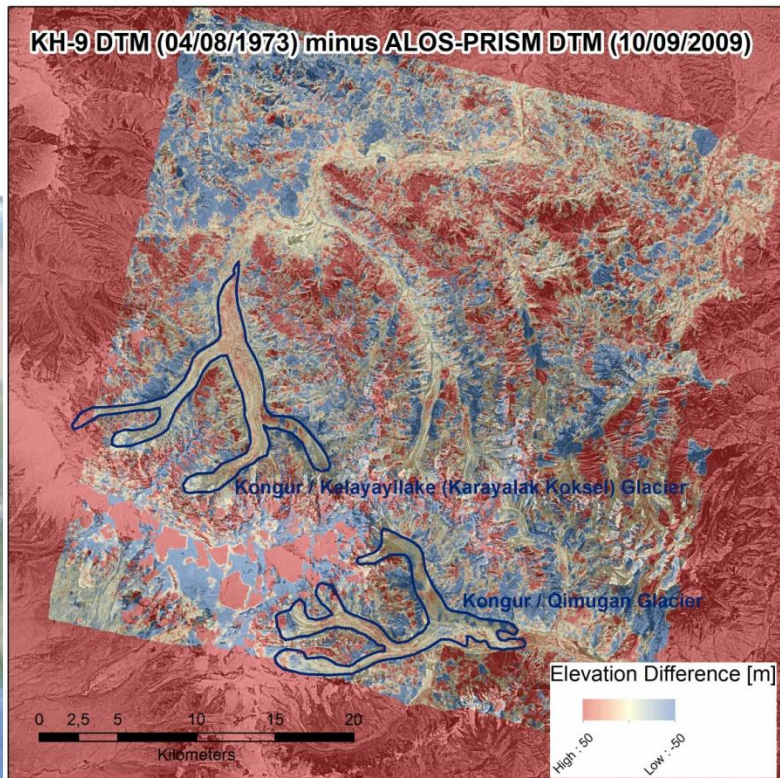 KH-9 DTM (04/08/1973) minus ALOS-PRISM DTM (10/09/2009)
Kongur / Kelayayllake (Karayalak Koksel) Glacier
Kongur / Qimugan Glacier
Elevation Difference [m]
High : 50
Low : -50
0 2,5 5 10 15 20
Kilometers